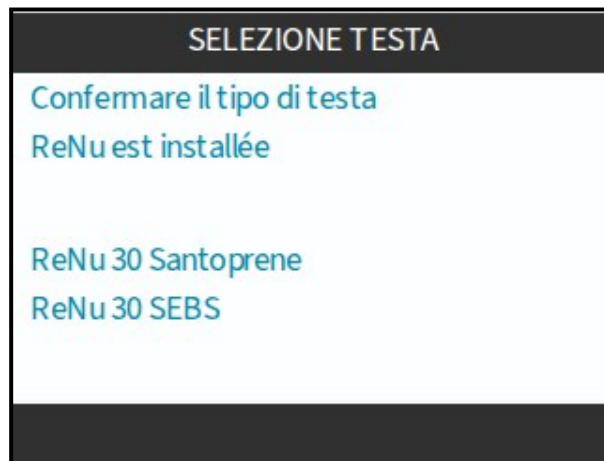 SELEZIONE TESTA
Confermare il tipo di testa
ReNu est installée
ReNu 30 Santoprene
ReNu 30 SEBS